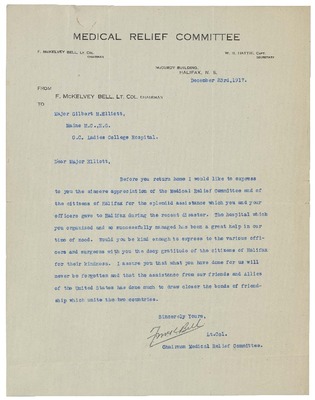 MEDICAL RELIEF COMMITTEE
F. McKELVEY BELL, LT. COL.
CHAIRMAN
W. B. HATTIE, CAPT.
SECRETARY
McCURDY BUILDING,
HALIFAX, N. S.
December 23rd, 1917.
FROM
F. McKELVEY BELL, LT. COL. CHAIRMAN
TO
Major Gilbert M. Elliott,
Maine M.C., N.G.
C.C. Ladies College Hospital.
Dear Major Elliott,
Before you return home I would like to express
to you the sincere appreciation of the Medical Relief Committee and of
the citizens of Halifax for the splendid assistance which you and your
officers gave to Halifax during the recent disaster. The hospital which
you organized and so successfully managed has been a great help in our
time of need. Would you be kind enough to express to the various offi-
cers and surgeons with you the deep gratitude of the citizens of Halifax
for their kindness. I assure you that what you have done for us will
never be forgotten and that the assistance from our friends and Allies
of the United States has done much to draw closer the bonds of friend-
ship which unite the two countries.
Sincerely Yours,
Lt.Col.
Chairman Medical Relief Committee.